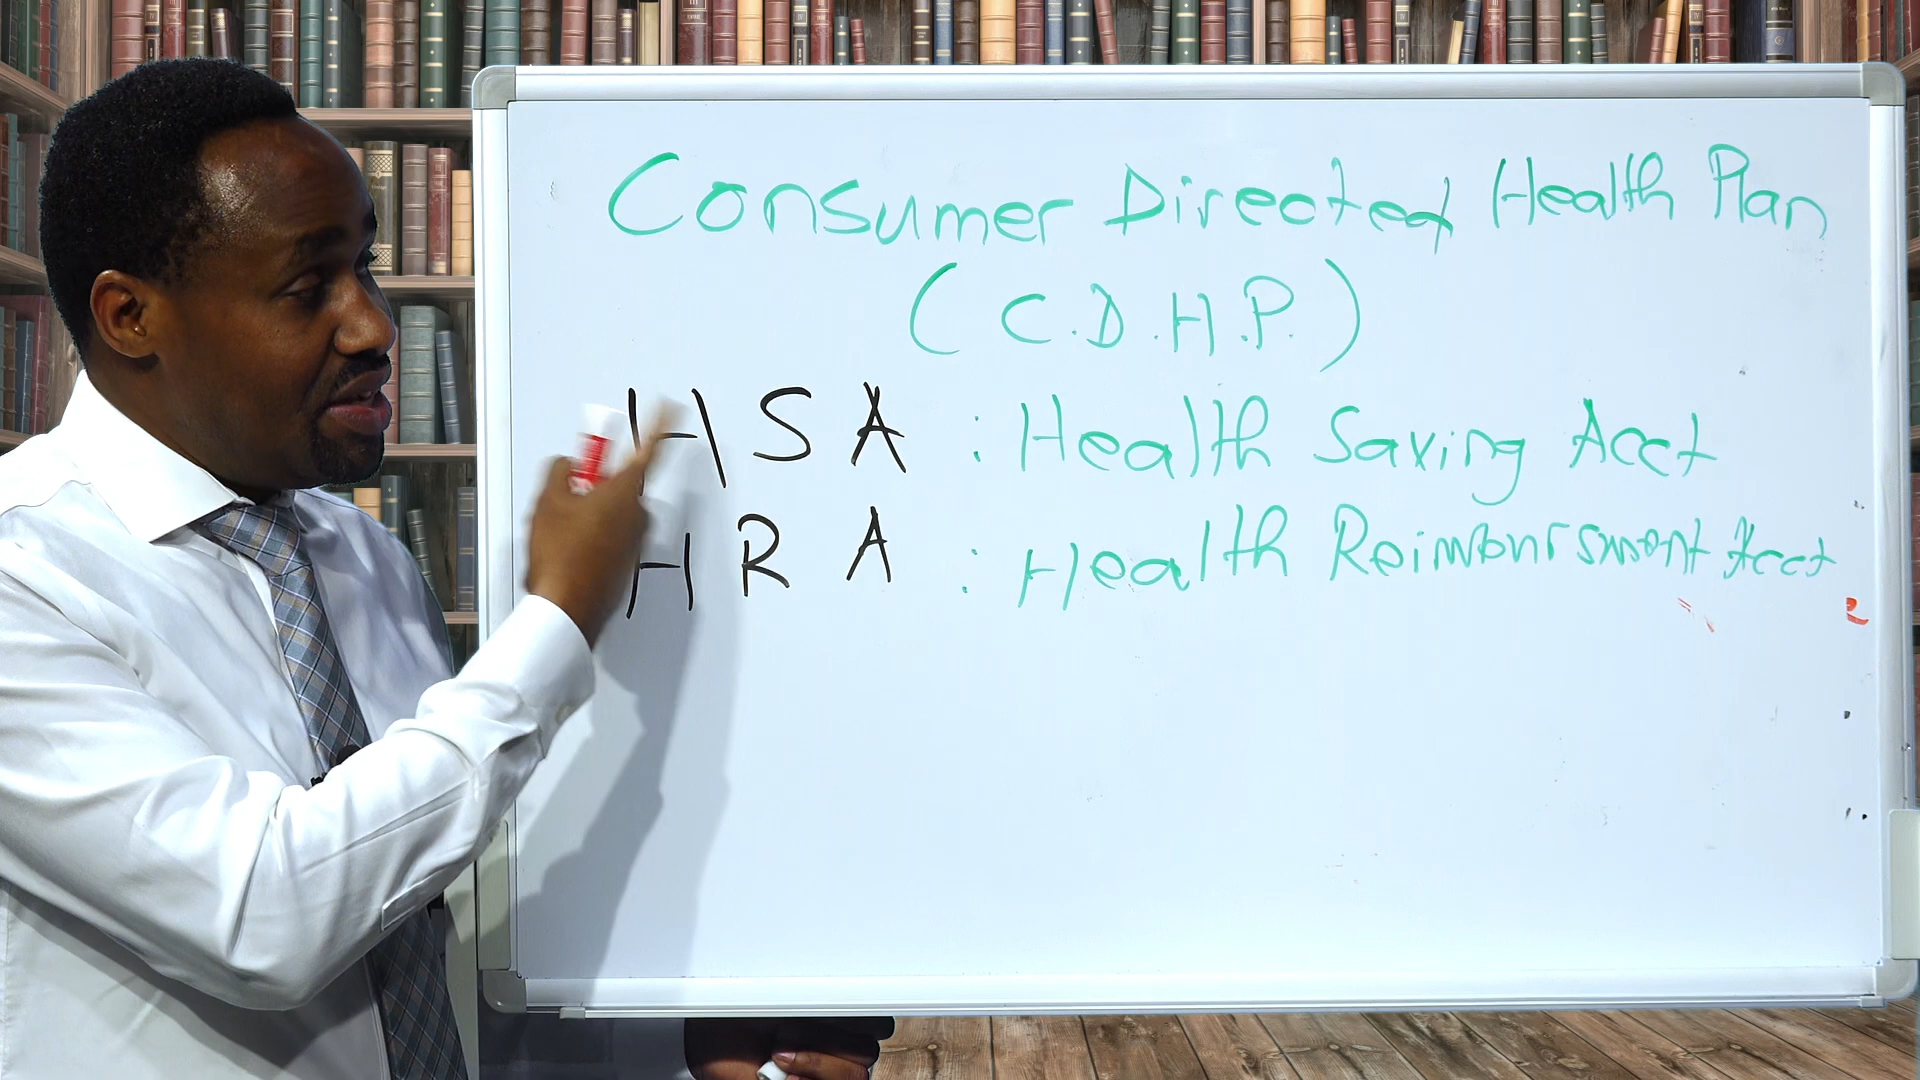 Consumer Directed Health Plan
(C.D.H.P.)
HSA : Health Saving Acct
HRA : Health Reimbursment Acct